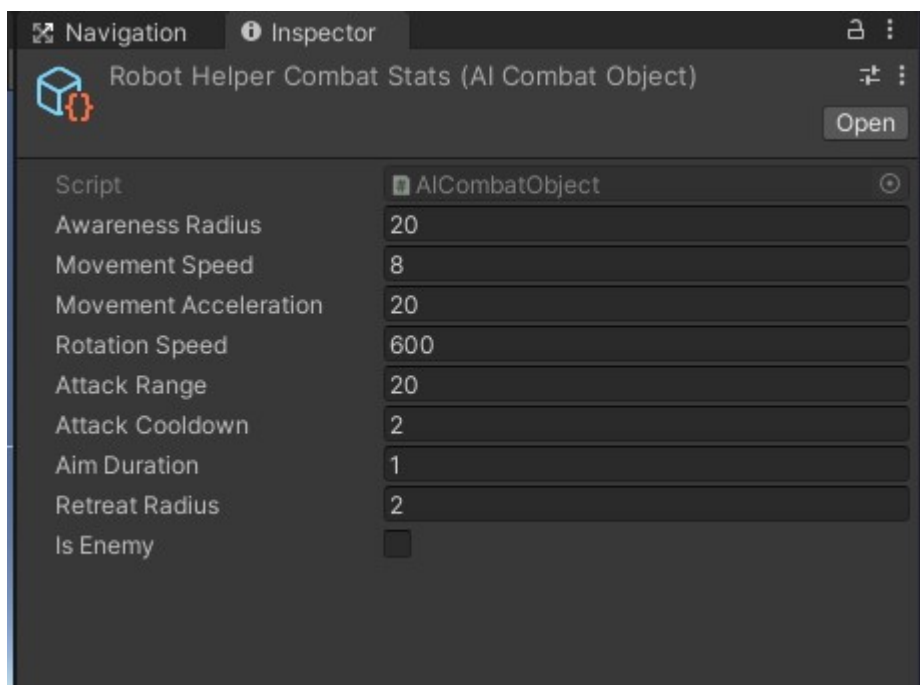 Navigation Inspector
Robot Helper Combat Stats (AI Combat Object)
Open
Script AICombatObject
Awareness Radius 20
Movement Speed 8
Movement Acceleration 20
Rotation Speed 600
Attack Range 20
Attack Cooldown 2
Aim Duration 1
Retreat Radius 2
Is Enemy